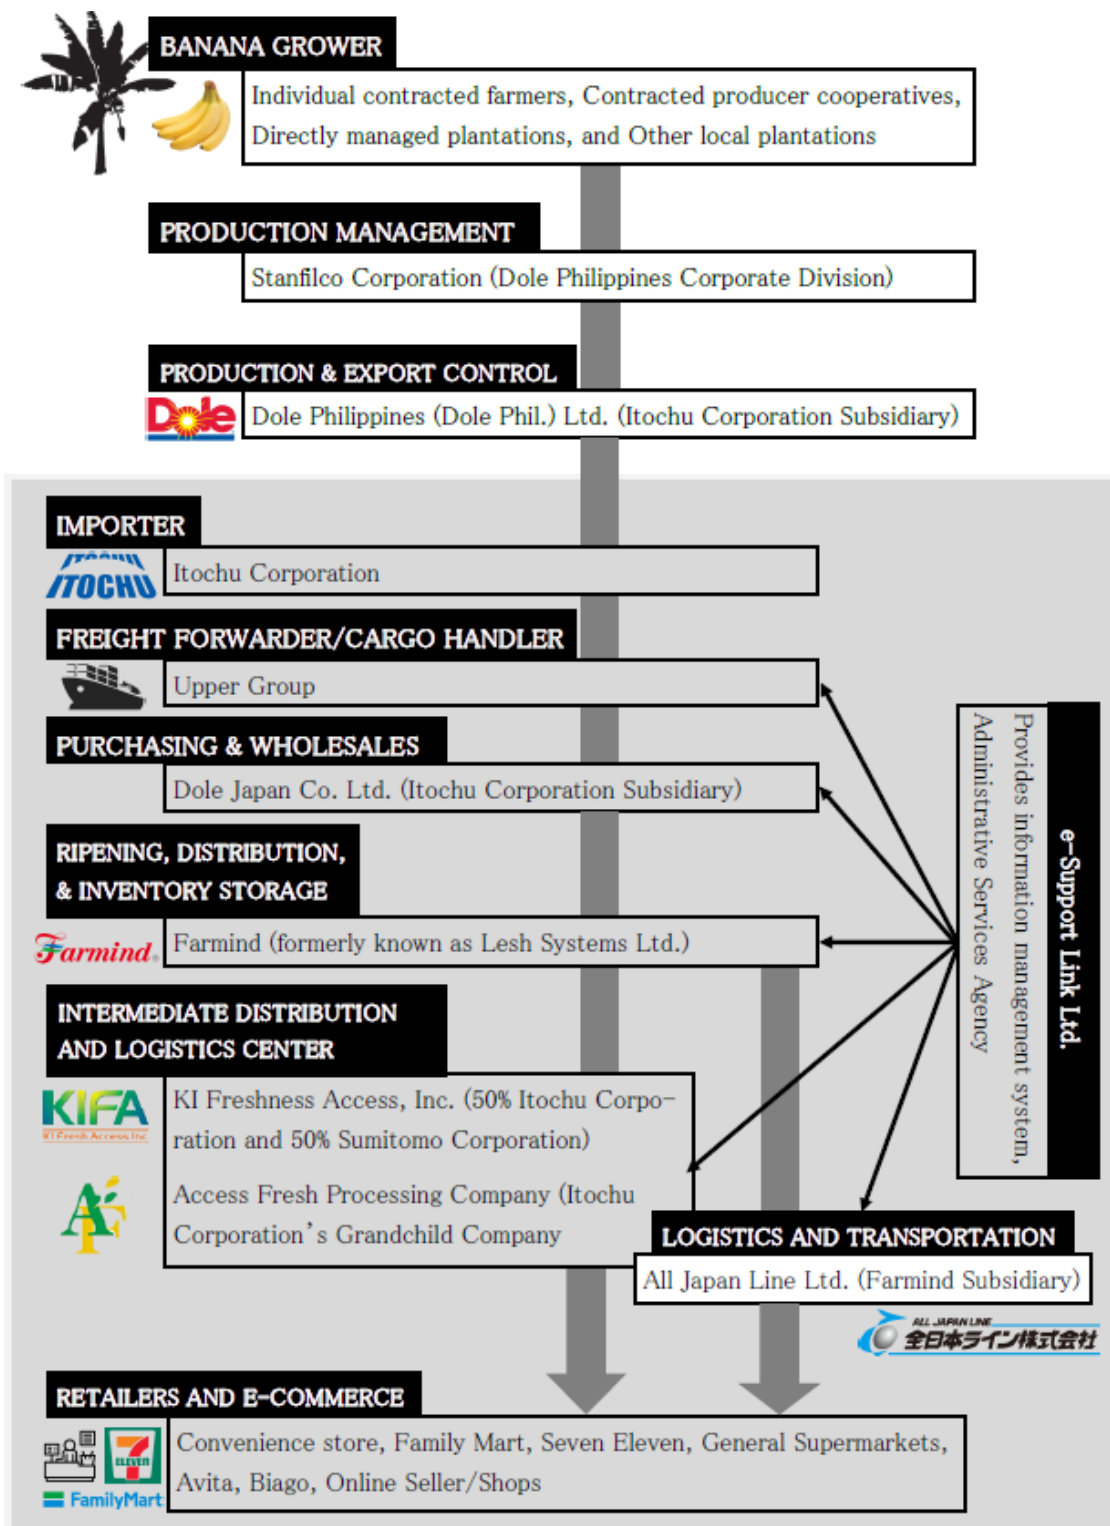 BANANA GROWER
Individual contracted farmers, Contracted producer cooperatives,
Directly managed plantations, and Other local plantations
PRODUCTION MANAGEMENT
Stanfilco Corporation (Dole Philippines Corporate Division)
PRODUCTION & EXPORT CONTROL
Dole
Dole Philippines (Dole Phil.) Ltd. (Itochu Corporation Subsidiary)
IMPORTER
ITOCHU
ITOCHU
Itochu Corporation
FREIGHT FORWARDER/CARGO HANDLER
Upper Group
PURCHASING & WHOLESALES
Dole Japan Co. Ltd. (Itochu Corporation Subsidiary)
RIPENING, DISTRIBUTION,
& INVENTORY STORAGE
Farmind
Farmind (formerly known as Lesh Systems Ltd.)
e-Support Link Ltd.
Provides information management system,
Administrative Services Agency
INTERMEDIATE DISTRIBUTION
AND LOGISTICS CENTER
KIFA
KI Fresh Access, Inc.
KI Freshness Access, Inc. (50% Itochu Corpo-
ration and 50% Sumitomo Corporation)
AF
Access Fresh Processing Company (Itochu
Corporation's Grandchild Company
LOGISTICS AND TRANSPORTATION
All Japan Line Ltd. (Farmind Subsidiary)
ALL JAPAN LINE
全日本ライン株式会社
RETAILERS AND E-COMMERCE
7
ELEVEN
FamilyMart
Convenience store, Family Mart, Seven Eleven, General Supermarkets,
Avita, Biago, Online Seller/Shops